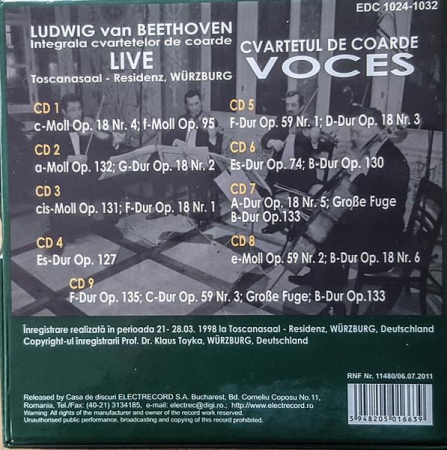 EDC 1024-1032
LUDWIG van BEETHOVEN
Integrala cvartetelor de coarde
LIVE
Toscanasaal - Residenz, WÜRZBURG
CVARTETUL DE COARDE
VOCES
CD 1
c-Moll Op. 18 Nr. 4; f-Moll Op. 95
CD 2
a-Moll Op. 132; G-Dur Op. 18 Nr. 2
CD 3
cis-Moll Op. 131; F-Dur Op. 18 Nr. 1
CD 4
Es-Dur Op. 127
CD 5
F-Dur Op. 59 Nr. 1; D-Dur Op. 18 Nr. 3
CD 6
Es-Dur Op. 74; B-Dur Op. 130
CD 7
A-Dur Op. 18 Nr. 5; Große Fuge
B-Dur Op.133
CD 8
e-Moll Op. 59 Nr. 2; B-Dur Op. 18 Nr. 6
CD 9
F-Dur Op. 135; C-Dur Op. 59 Nr. 3; Große Fuge; B-Dur Op.133
Înregistrare realizată în perioada 21- 28.03. 1998 la Toscanasaal - Residenz, WÜRZBURG, Deutschland
Copyright-ul înregistrării Prof. Dr. Klaus Toyka, WÜRZBURG, Deutschland
RNF Nr. 11480/06.07.2011
Released by Casa de discuri ELECTRECORD S.A. Bucharest, Bd. Corneliu Coposu No.11,
Romania, Tel./Fax: (40-21) 3134185, e-mail: electrec@digi.ro.; http://www.electrecord.ro
Warning: All rights of the manufacturer and owner of the record work reserved.
Unauthorised public performance, broadcasting and copying of this record prohibited.
5 948205 016639